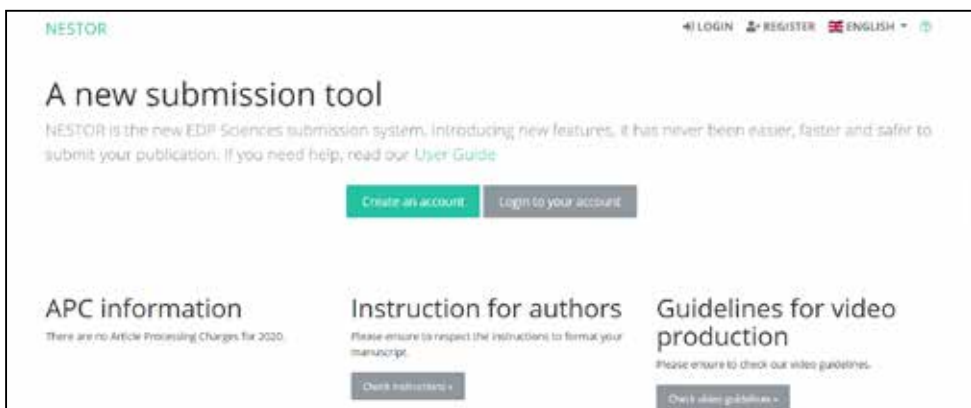 NESTOR
LOGIN REGISTER ENGLISH
A new submission tool
NESTOR is the new EDP Sciences submission system. Introducing new features, it has never been easier, faster and safer to
submit your publication. If you need help, read our User Guide
Create an account Login to your account
APC information
There are no Article Processing Charges for 2020.
Instruction for authors
Please ensure to respect the instructions to format your
manuscript.
Check instructions »
Guidelines for video
production
Please ensure to check out video guidelines.
Check video guidelines »